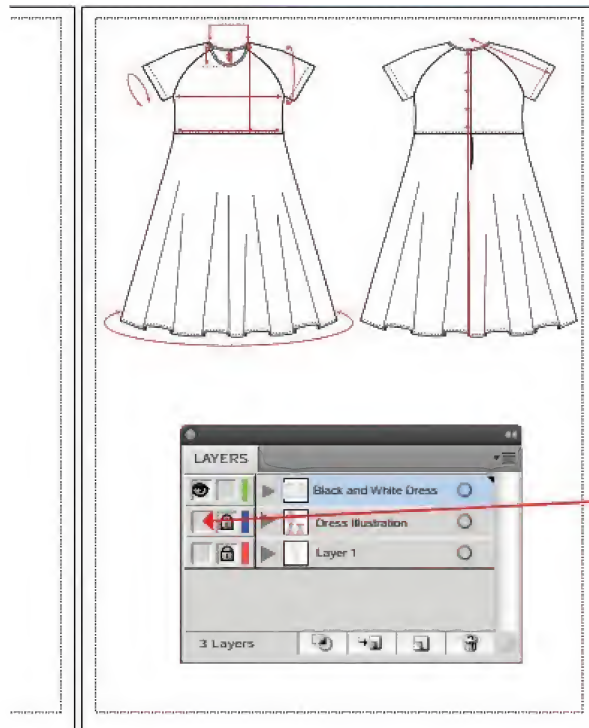 LAYERS
Black and White Dress
Dress Illustration
Layer 1
3 Layers